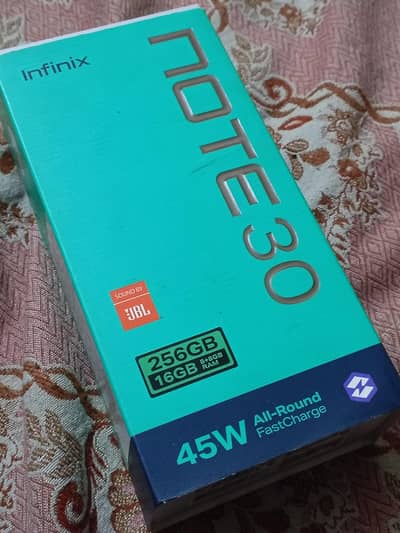 Infinix
NOTE 30
SOUND BY
JBL
256GB
16GB 8+8GB RAM
45W All-Round FastCharge